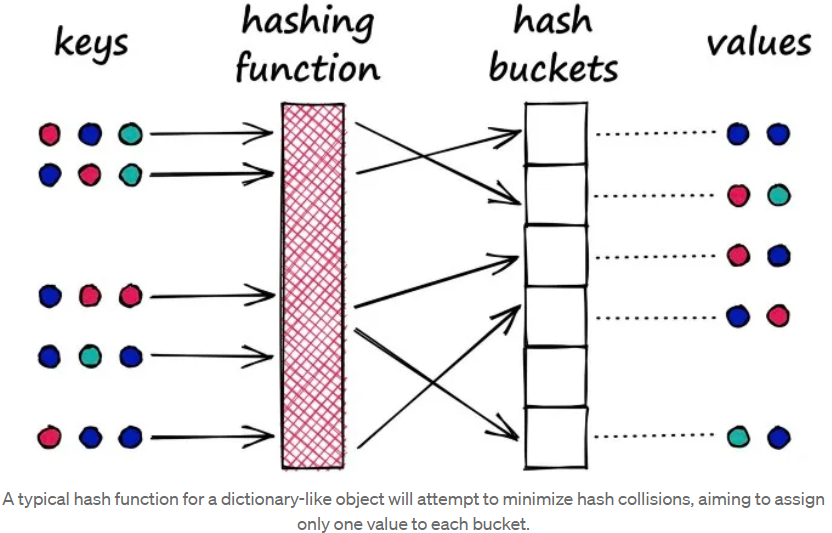 keys
hashing
function
hash
buckets
values
A typical hash function for a dictionary-like object will attempt to minimize hash collisions, aiming to assign
only one value to each bucket.